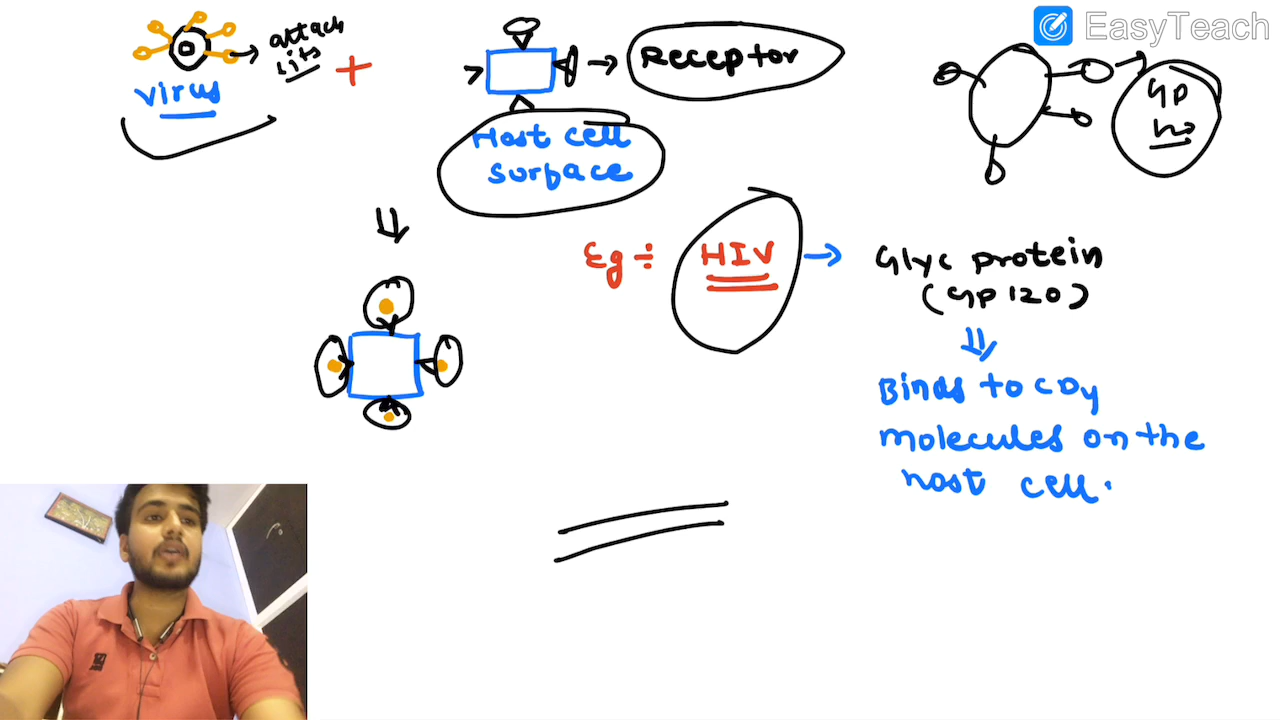 EasyTeach
attach
virus
+
Receptor
Host cell
surface
GP
120
Eg ÷ HIV → Glyc protein
(GP 120)
Binds to CD4
molecules on the
host cell.